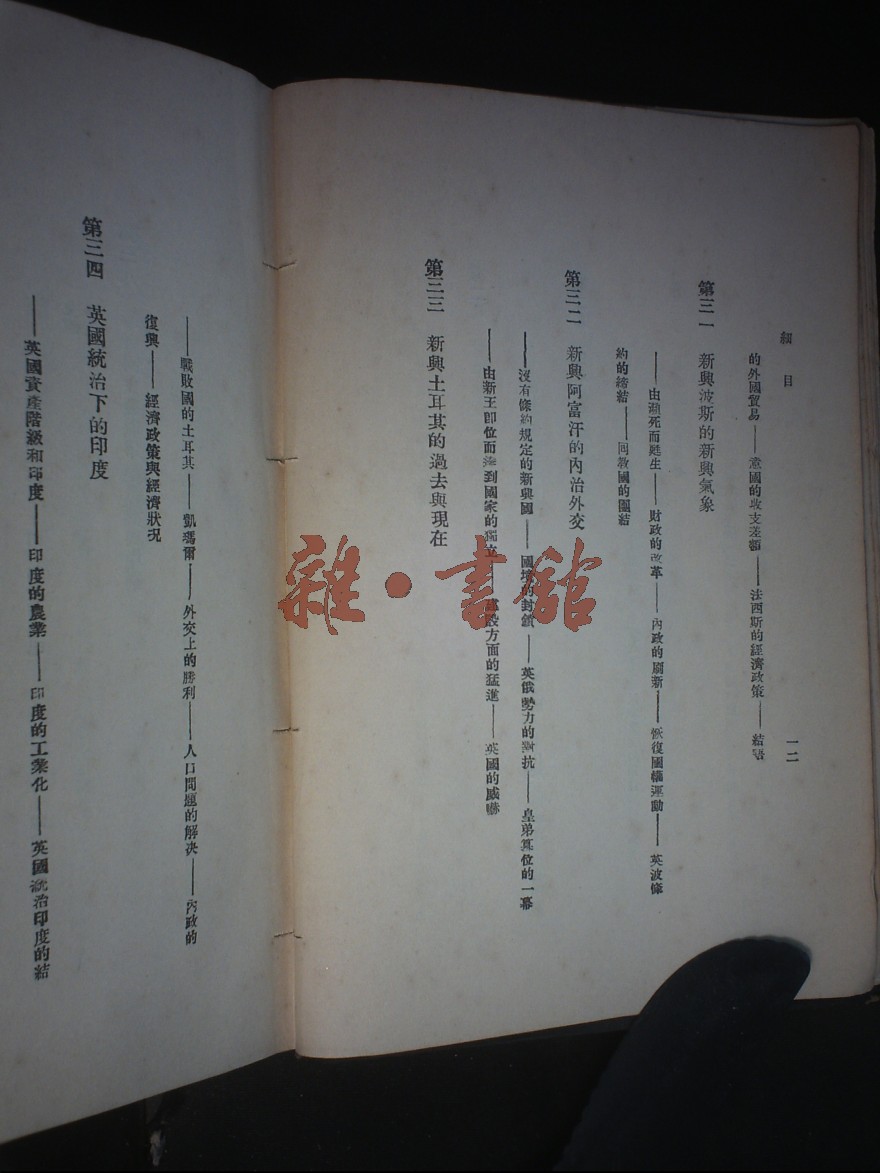 細目
一二
的外國貿易——意國的收支差額——法西斯的經濟政策——結語
第三一 新興波斯的新興氣象
——由瀕死而甦生——財政的改革——內政的刷新——恢復國權運動——英波條
約的締結——回教國的團結
第三二 新興阿富汗的內治外交
——沒有條約規定的新興國——國境的封鎖——英俄勢力的對抗——皇弟篡位的一幕
——由新王卽位而達到國家的獨立——建設方面的猛進——英國的威嚇
第三三 新興土耳其的過去與現在
——戰敗國的土耳其——凱瑪爾——外交上的勝利——人口問題的解決——內政的
復興——經濟政策與經濟狀況
第三四 英國統治下的印度
——英國資產階級和印度——印度的農業——印度的工業化——英國統治印度的結
雜·書館